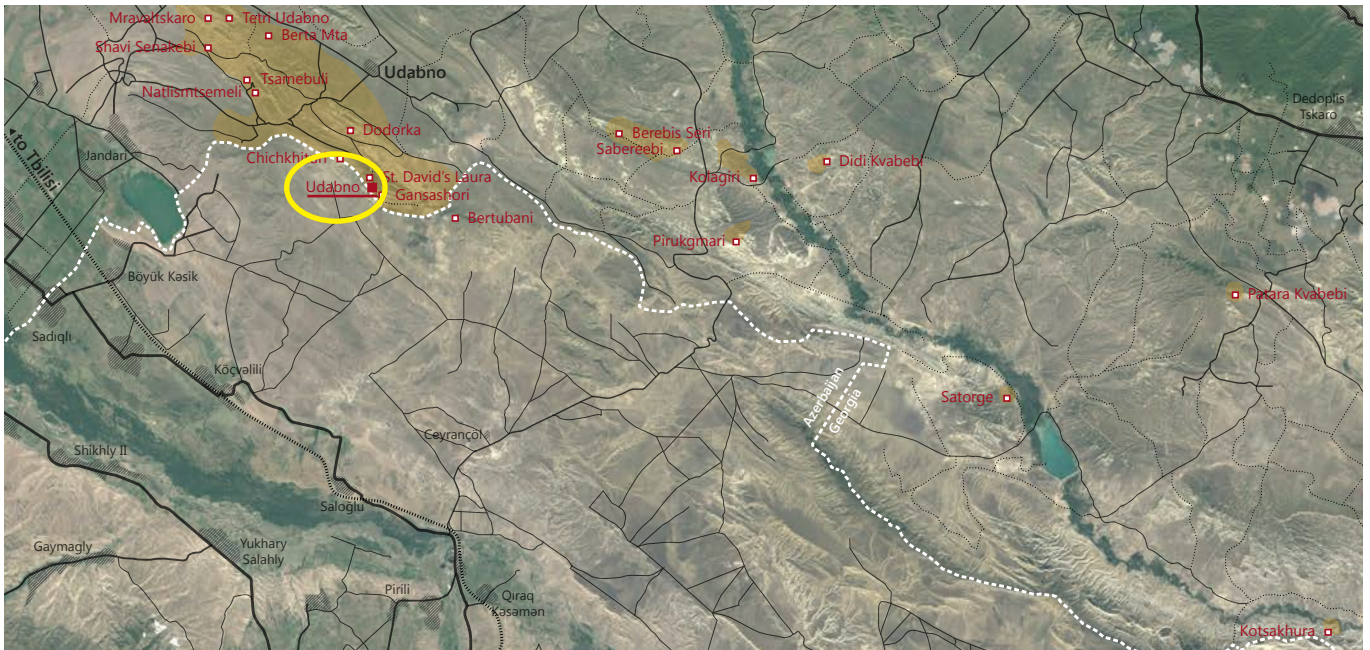 Mravaltskaro
Tetri Udabno
Berta Mta
Shavi Senakebi
Udabno
Tsamebuli
Natlismtsemeli
Dedoplis
Tskaro
Dodorka
Berebis Seri
Sabereebi
◂to Tbilisi
Jandari
Chichkhituri
Didi Kvabebi
St. David's Laura
Kolagiri
Udabno
Gansashori
Bertubani
Pirukgmari
Böyük Kəsik
Patara Kvabebi
Sadıqlı
Köçvəlili
Azerbaijan
Georgia
Satorge
Ceyrançöl
Shikhly II
Saloğlu
Gaymagly
Yukhary
Salahly
Pirili
Qıraq
Kəsəmən
Kotsakhura